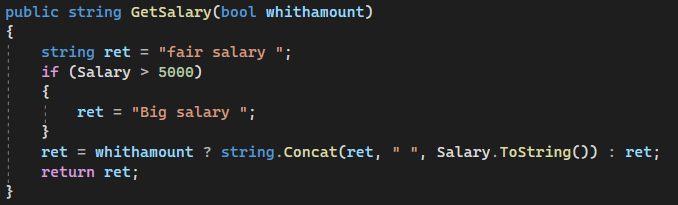 public string GetSalary(bool whithamount)
{
    string ret = "fair salary ";
    if (Salary > 5000)
    {
        ret = "Big salary ";
    }
    ret = whithamount ? string.Concat(ret, " ", Salary.ToString()) : ret;
    return ret;
}